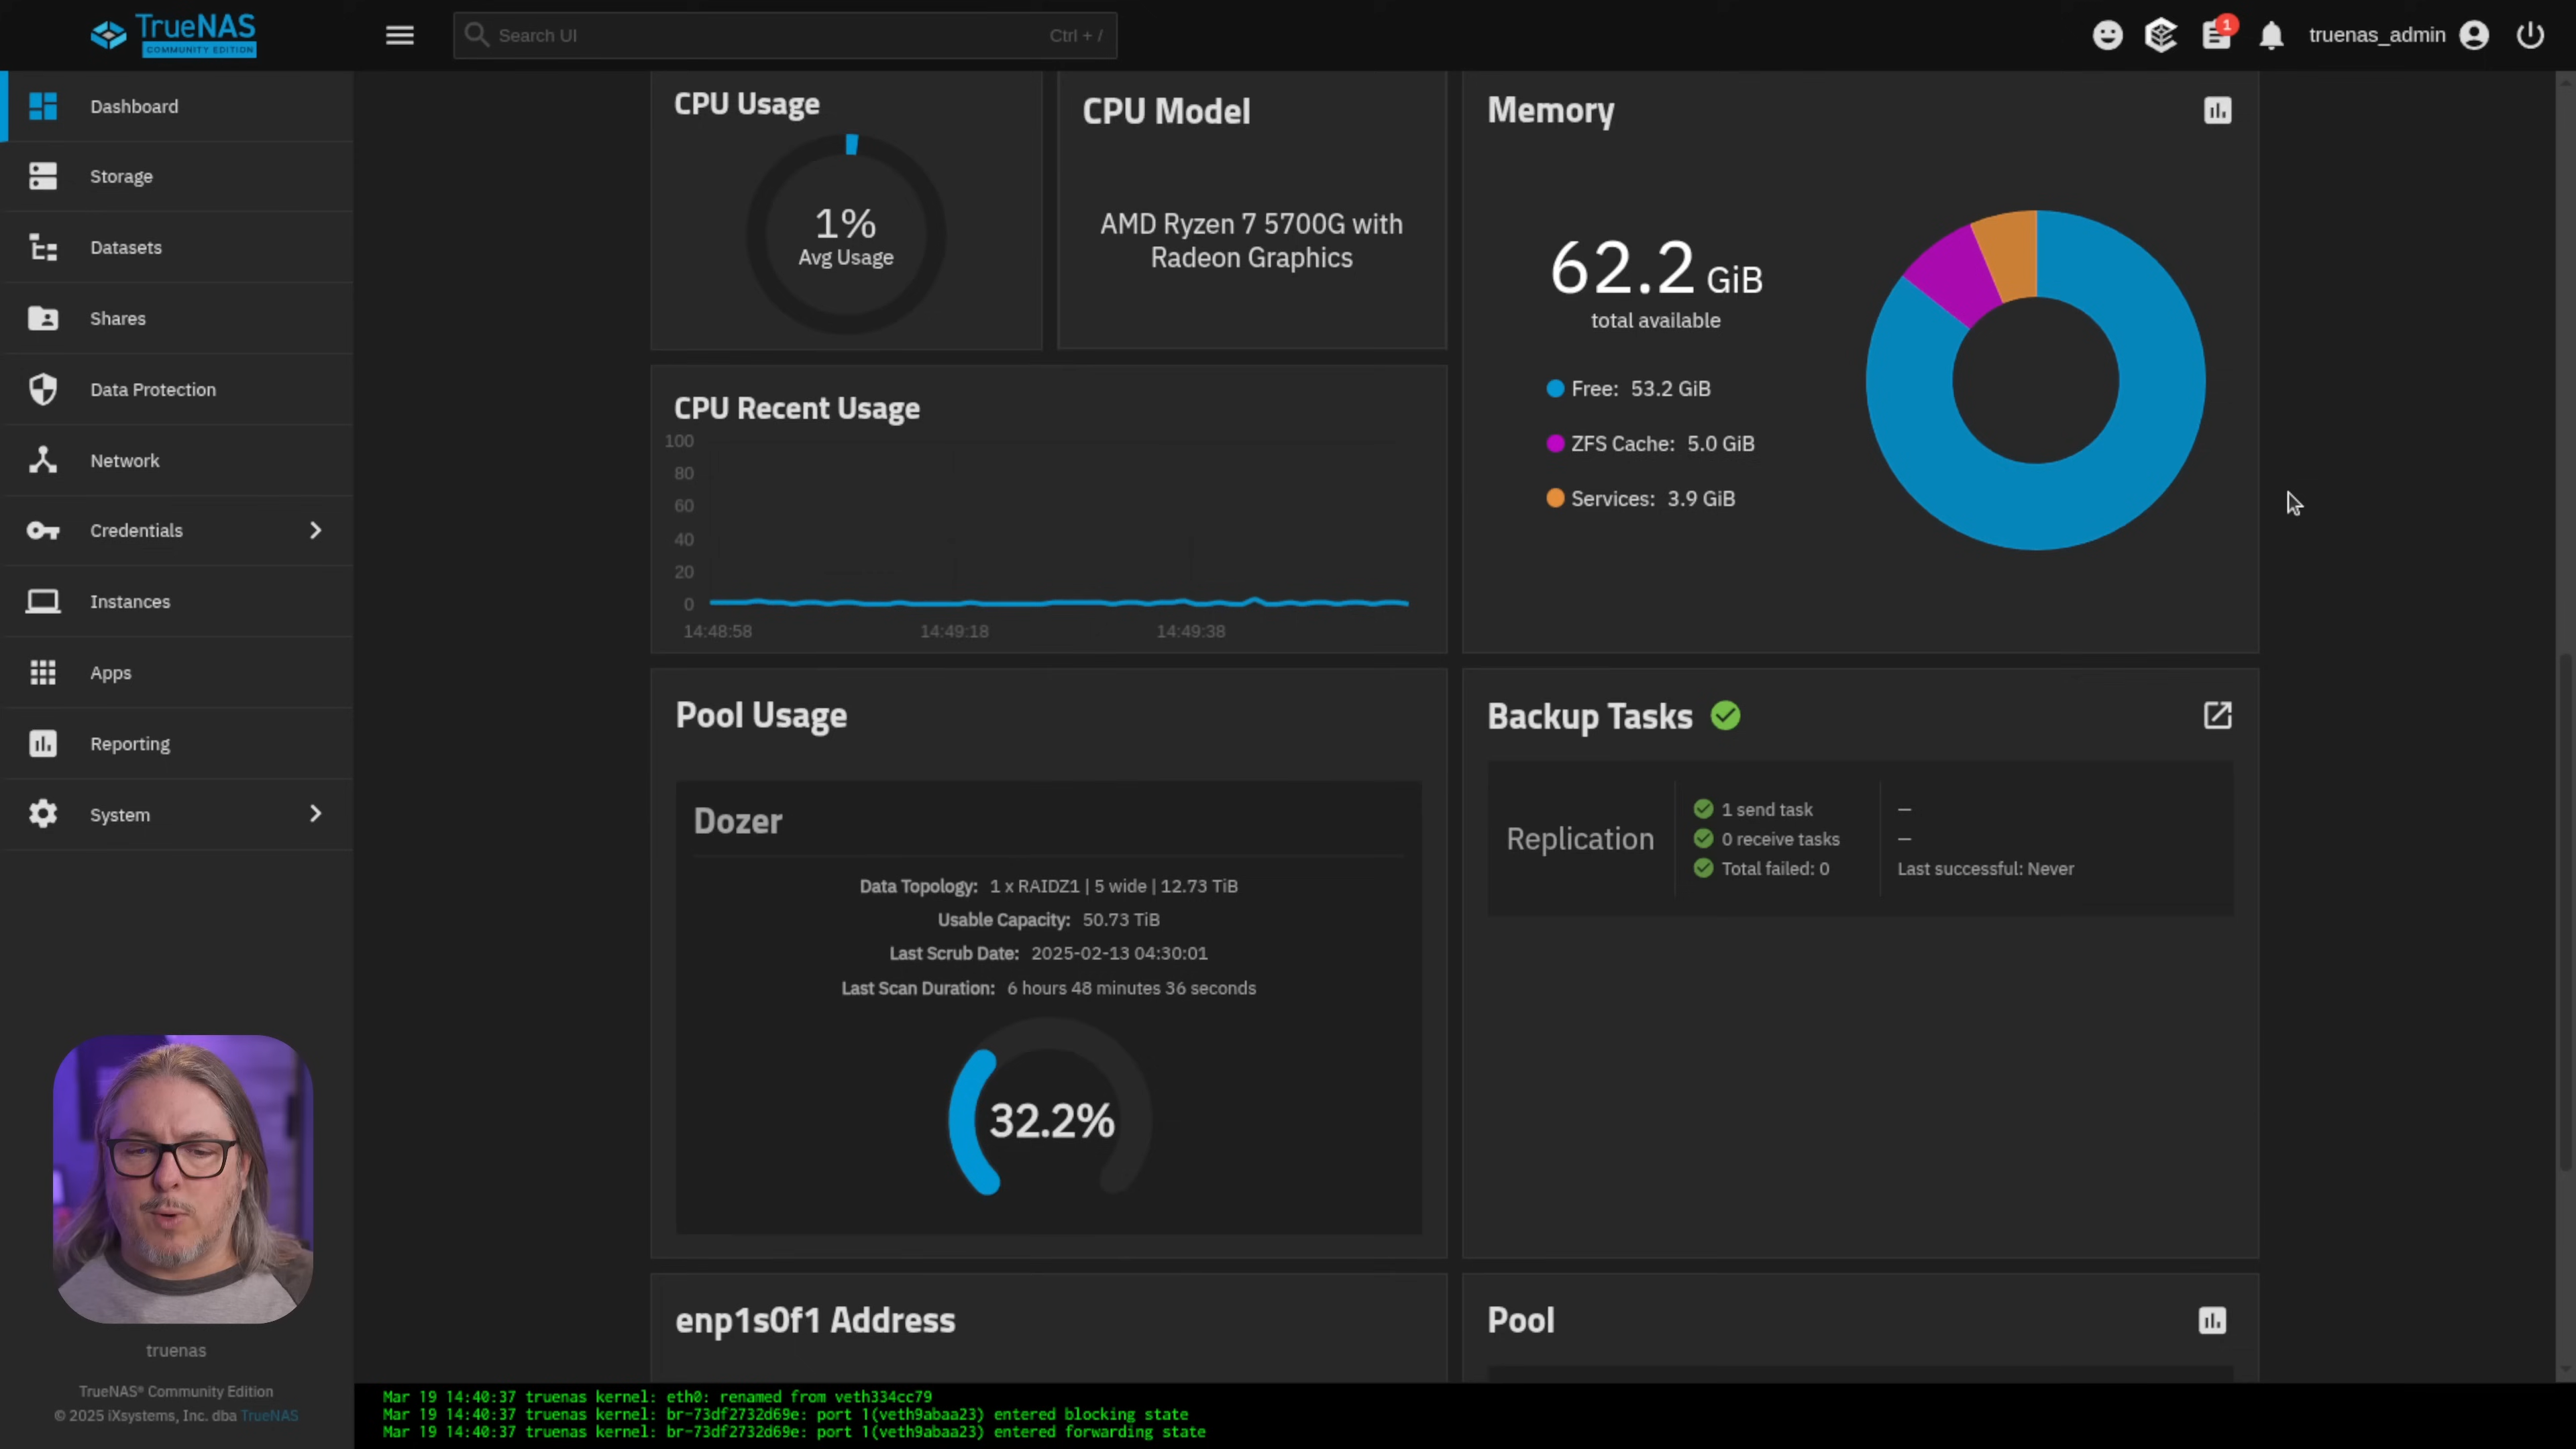 TrueNAS
COMMUNITY EDITION
Search UI
Ctrl + /
1
truenas_admin
Dashboard
Storage
Datasets
Shares
Data Protection
Network
Credentials
Instances
Apps
Reporting
System
truenas
TrueNAS® Community Edition
© 2025 iXsystems, Inc. dba TrueNAS
CPU Usage
1%
Avg Usage
CPU Model
AMD Ryzen 7 5700G with
Radeon Graphics
Memory
62.2 GiB
total available
Free: 53.2 GiB
ZFS Cache: 5.0 GiB
Services: 3.9 GiB
CPU Recent Usage
100
80
60
40
20
0
14:48:58
14:49:18
14:49:38
Pool Usage
Dozer
Data Topology: 1 x RAIDZ1 | 5 wide | 12.73 TiB
Usable Capacity: 50.73 TiB
Last Scrub Date: 2025-02-13 04:30:01
Last Scan Duration: 6 hours 48 minutes 36 seconds
32.2%
Backup Tasks
Replication
1 send task
—
0 receive tasks
—
Total failed: 0
Last successful: Never
enp1s0f1 Address
Pool
Mar 19 14:40:37 truenas kernel: eth0: renamed from veth334cc79
Mar 19 14:40:37 truenas kernel: br-73df2732d69e: port 1(veth9abaa23) entered blocking state
Mar 19 14:40:37 truenas kernel: br-73df2732d69e: port 1(veth9abaa23) entered forwarding state